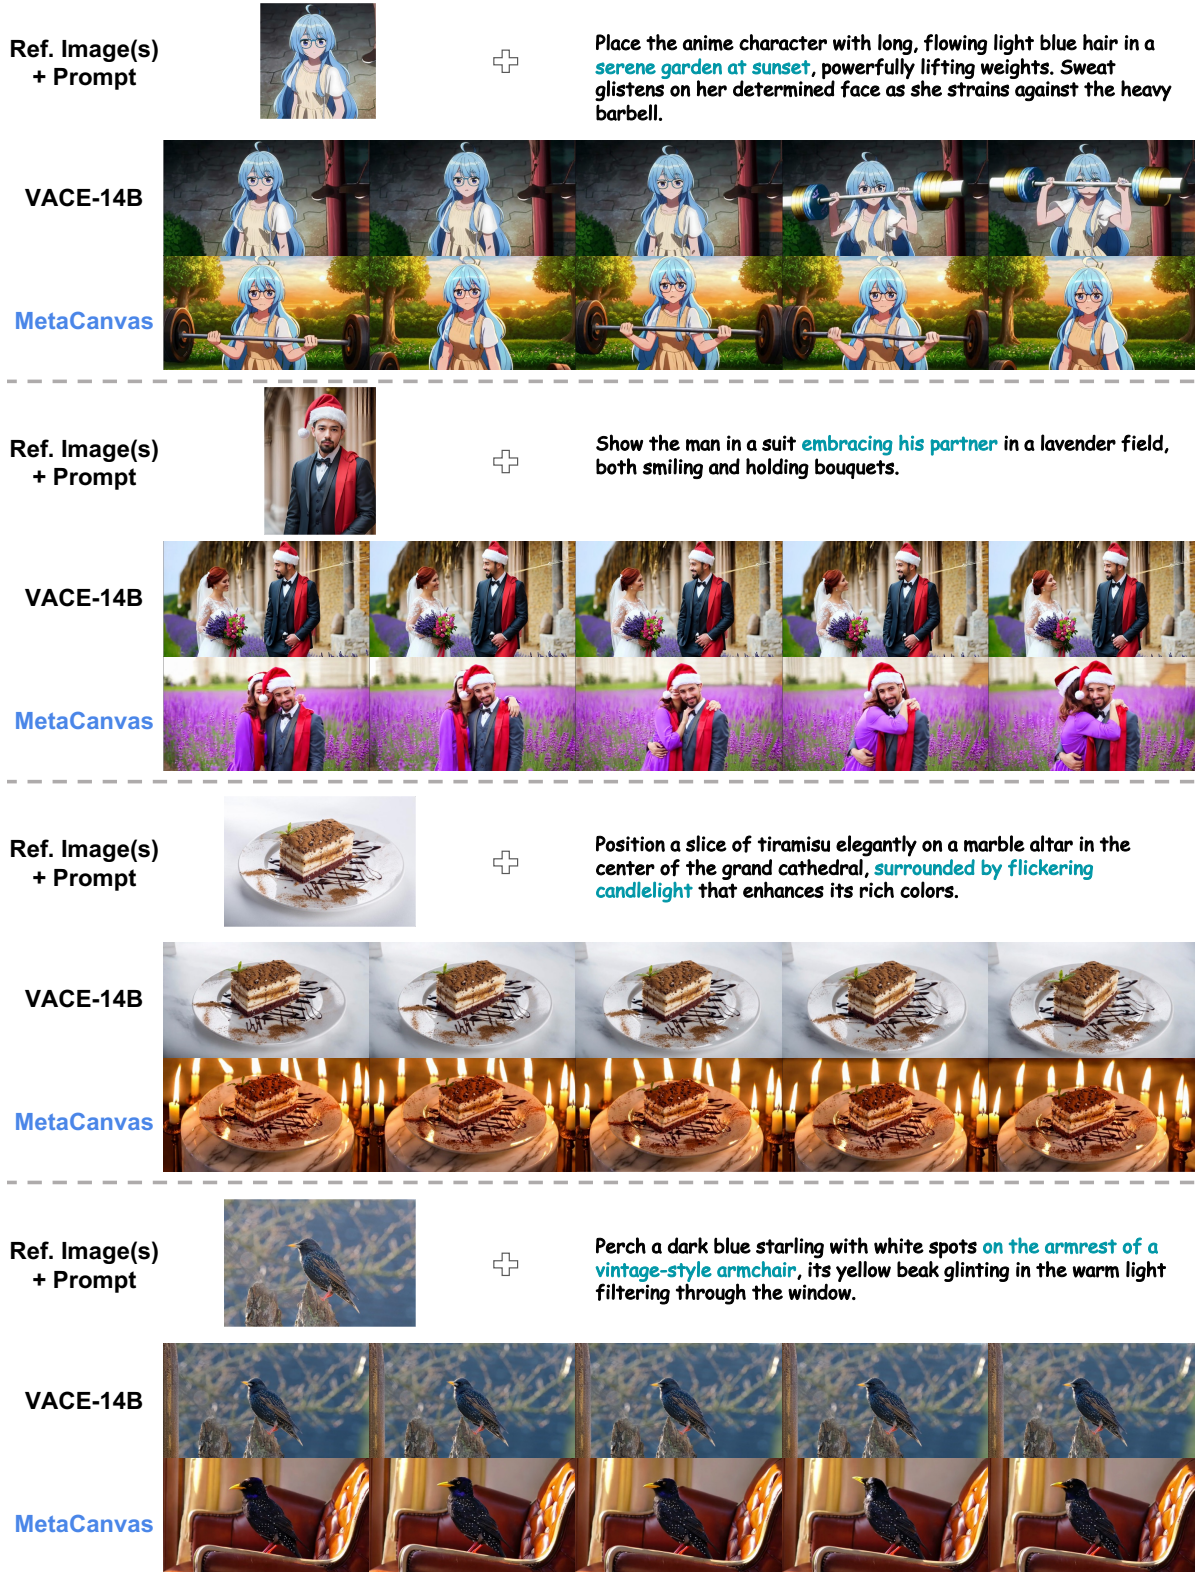 Ref. Image(s)
+ Prompt
Place the anime character with long, flowing light blue hair in a
serene garden at sunset, powerfully lifting weights. Sweat
glistens on her determined face as she strains against the heavy
barbell.
VACE-14B
MetaCanvas
Ref. Image(s)
+ Prompt
Show the man in a suit embracing his partner in a lavender field,
both smiling and holding bouquets.
VACE-14B
MetaCanvas
Ref. Image(s)
+ Prompt
Position a slice of tiramisu elegantly on a marble altar in the
center of the grand cathedral, surrounded by flickering
candlelight that enhances its rich colors.
VACE-14B
MetaCanvas
Ref. Image(s)
+ Prompt
Perch a dark blue starling with white spots on the armrest of a
vintage-style armchair, its yellow beak glinting in the warm light
filtering through the window.
VACE-14B
MetaCanvas